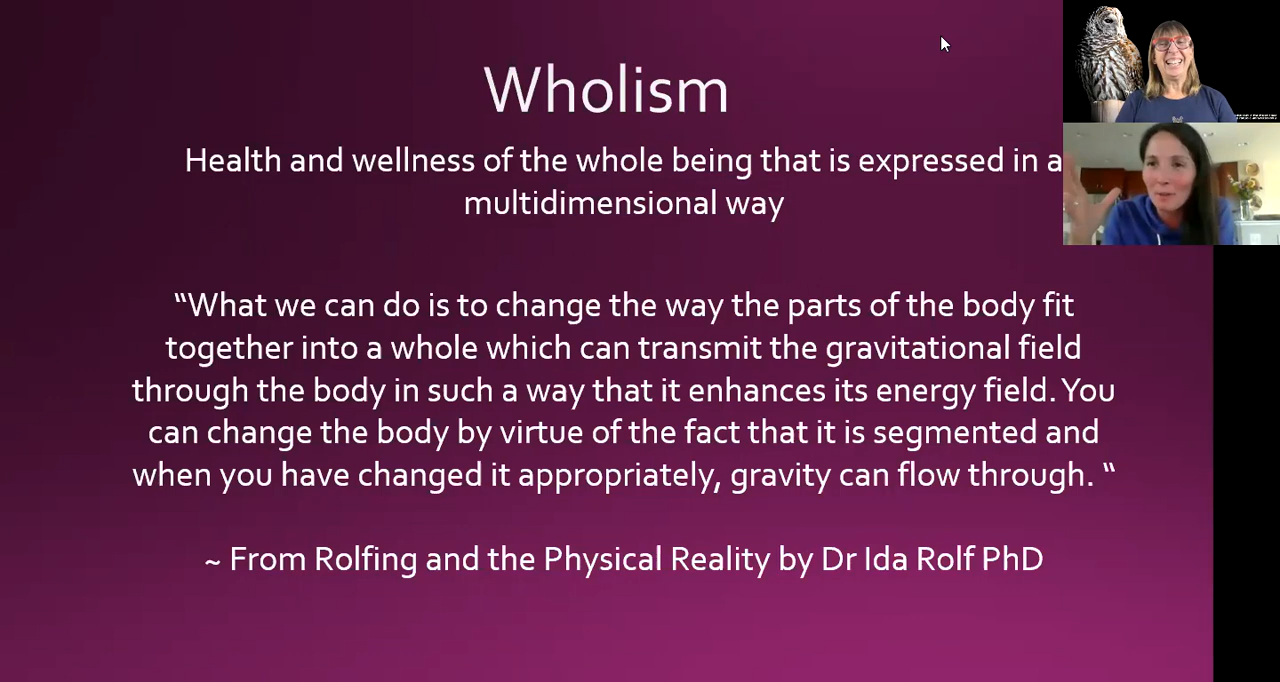 Wholism
Health and wellness of the whole being that is expressed in a
multidimensional way
“What we can do is to change the way the parts of the body fit
together into a whole which can transmit the gravitational field
through the body in such a way that it enhances its energy field. You
can change the body by virtue of the fact that it is segmented and
when you have changed it appropriately, gravity can flow through. “
~ From Rolfing and the Physical Reality by Dr Ida Rolf PhD